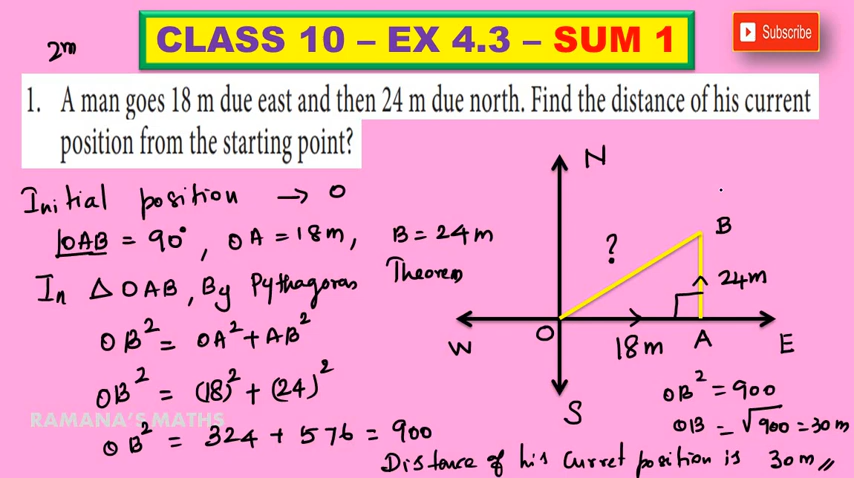 CLASS 10 – EX 4.3 – SUM 1
Subscribe
2m
1. A man goes 18 m due east and then 24 m due north. Find the distance of his current
position from the starting point?
Initial position → O
∠OAB = 90°, OA = 18m, B = 24m
In △OAB, By Pythagoras Theorem
OB² = OA² + AB²
OB² = (18)² + (24)²
RAMANA'S MATHS
OB² = 324 + 576 = 900
N
B
?
24m
W
O
18m
A
E
S
OB² = 900
OB = √900 = 30m
Distance of his curret position is 30m //